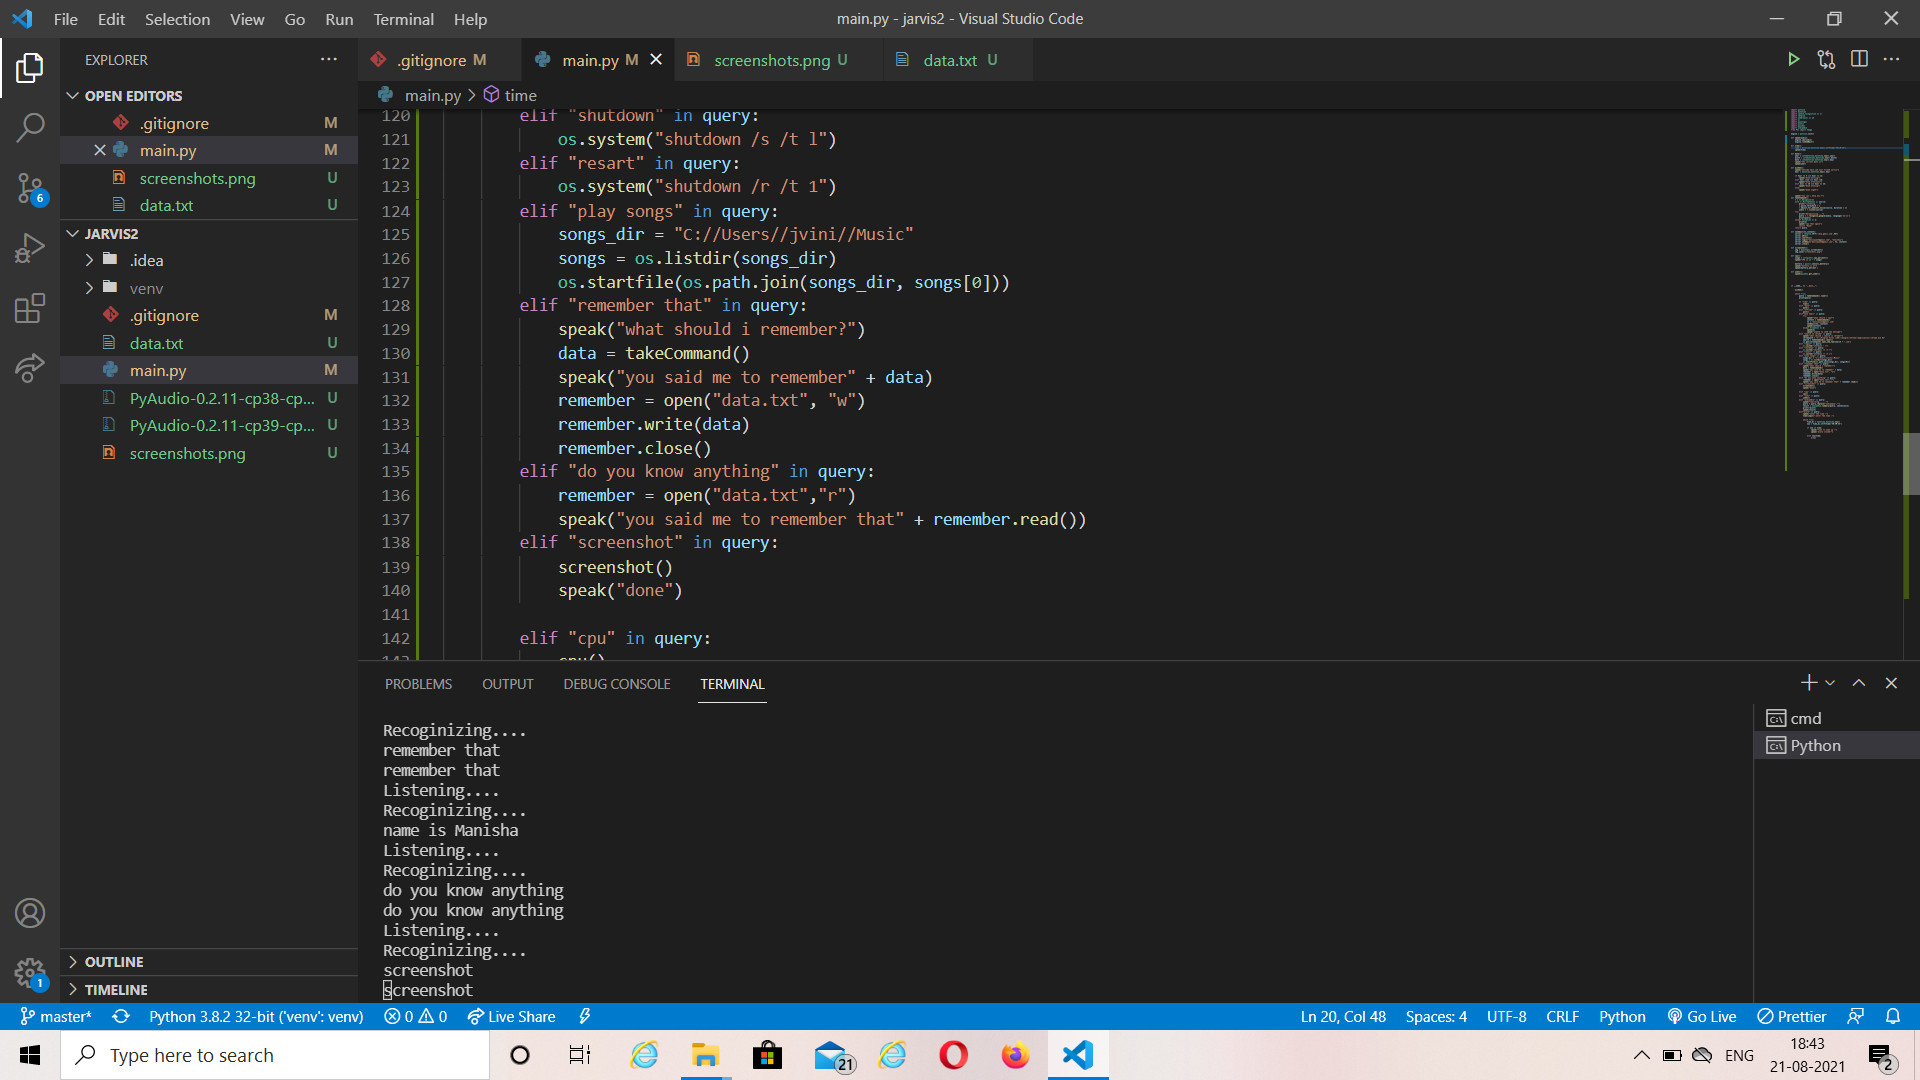 File Edit Selection View Go Run Terminal Help
main.py - jarvis2 - Visual Studio Code
EXPLORER
OPEN EDITORS
.gitignore M
main.py M
screenshots.png U
data.txt U
6
JARVIS2
.idea
venv
.gitignore M
data.txt U
main.py M
PyAudio-0.2.11-cp38-cp... U
PyAudio-0.2.11-cp39-cp... U
screenshots.png U
OUTLINE
TIMELINE
1
.gitignore M
main.py M
screenshots.png U
data.txt U
main.py > time
120 elif "shutdown" in query:
121 os.system("shutdown /s /t l")
122 elif "resart" in query:
123 os.system("shutdown /r /t 1")
124 elif "play songs" in query:
125 songs_dir = "C://Users//jvini//Music"
126 songs = os.listdir(songs_dir)
127 os.startfile(os.path.join(songs_dir, songs[0]))
128 elif "remember that" in query:
129 speak("what should i remember?")
130 data = takeCommand()
131 speak("you said me to remember" + data)
132 remember = open("data.txt", "w")
133 remember.write(data)
134 remember.close()
135 elif "do you know anything" in query:
136 remember = open("data.txt","r")
137 speak("you said me to remember that" + remember.read())
138 elif "screenshot" in query:
139 screenshot()
140 speak("done")
141
142 elif "cpu" in query:
143 cpu()
PROBLEMS OUTPUT DEBUG CONSOLE TERMINAL
Recoginizing....
remember that
remember that
Listening....
Recoginizing....
name is Manisha
Listening....
Recoginizing....
do you know anything
do you know anything
Listening....
Recoginizing....
screenshot
screenshot
cmd
Python
master* Python 3.8.2 32-bit ('venv': venv) 0 0 Live Share
Ln 20, Col 48 Spaces: 4 UTF-8 CRLF Python Go Live Prettier
Type here to search
21
ENG
18:43
21-08-2021
2